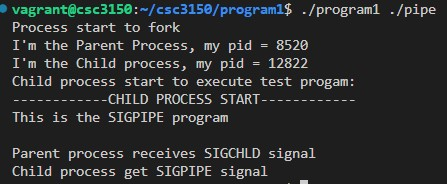 vagrant@csc3150:~/csc3150/program1$ ./program1 ./pipe
Process start to fork
I'm the Parent Process, my pid = 8520
I'm the Child process, my pid = 12822
Child process start to execute test progam:
------------CHILD PROCESS START------------
This is the SIGPIPE program
Parent process receives SIGCHLD signal
Child process get SIGPIPE signal